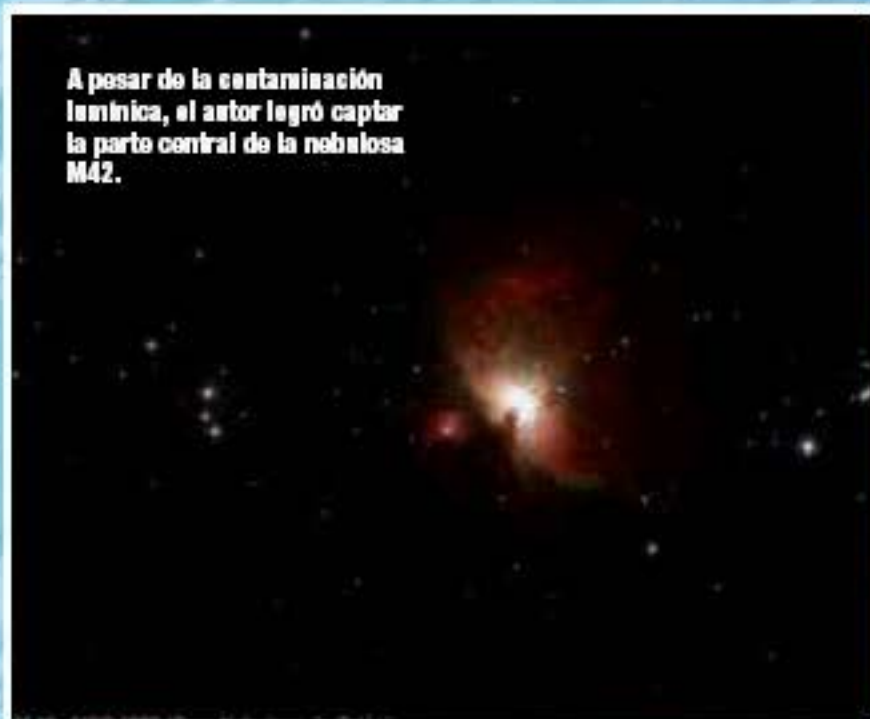 A pesar de la contaminación
lumínica, el autor logró captar
la parte central de la nebulosa
M42.